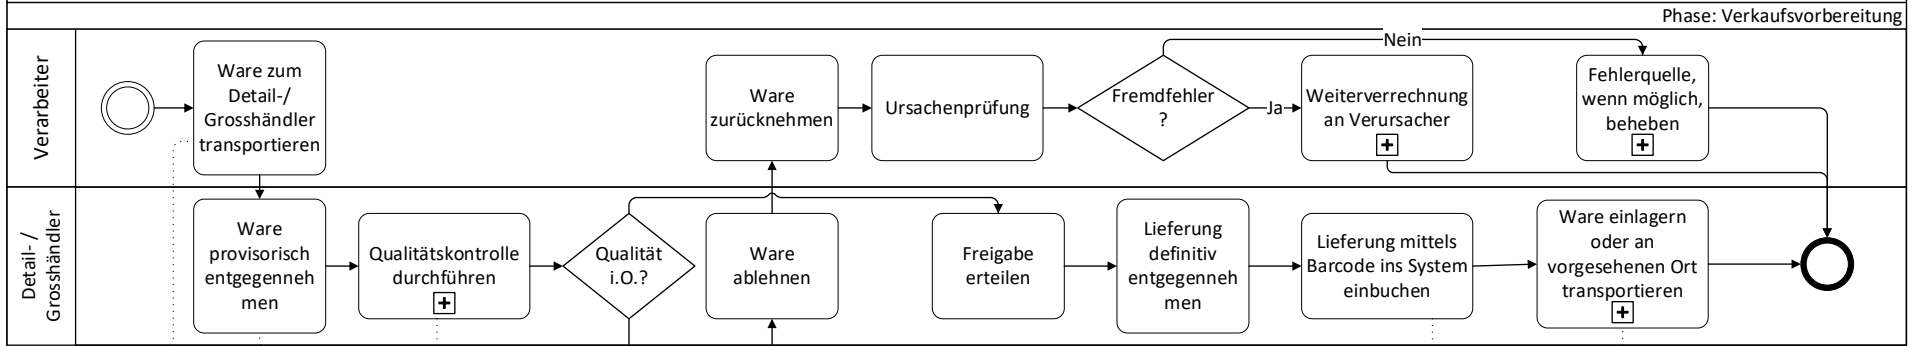 Phase: Verkaufsvorbereitung
Verarbeiter
Ware zum
Detail-/
Grosshändler
transportieren
Ware
zurücknehmen
Ursachenprüfung
Fremdfehler
?
Nein
Ja
Weiterverrechnung
an Verursacher
Fehlerquelle,
wenn möglich,
beheben
Detail- /
Grosshändler
Ware
provisorisch
entgegenneh
men
Qualitätskontrolle
durchführen
Qualität
i.O.?
Ware
ablehnen
Freigabe
erteilen
Lieferung
definitiv
entgegenneh
men
Lieferung mittels
Barcode ins System
einbuchen
Ware einlagern
oder an
vorgesehenen Ort
transportieren